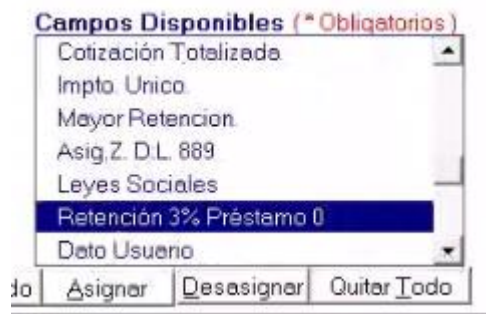 Campos Disponibles (* Obligatorios)
Cotización Totalizada
Impto. Unico.
Mayor Retencion.
Asig.Z. D.L. 889
Leyes Sociales
Retención 3% Préstamo 0
Dato Usuario
do Asignar Desasignar Quitar Todo